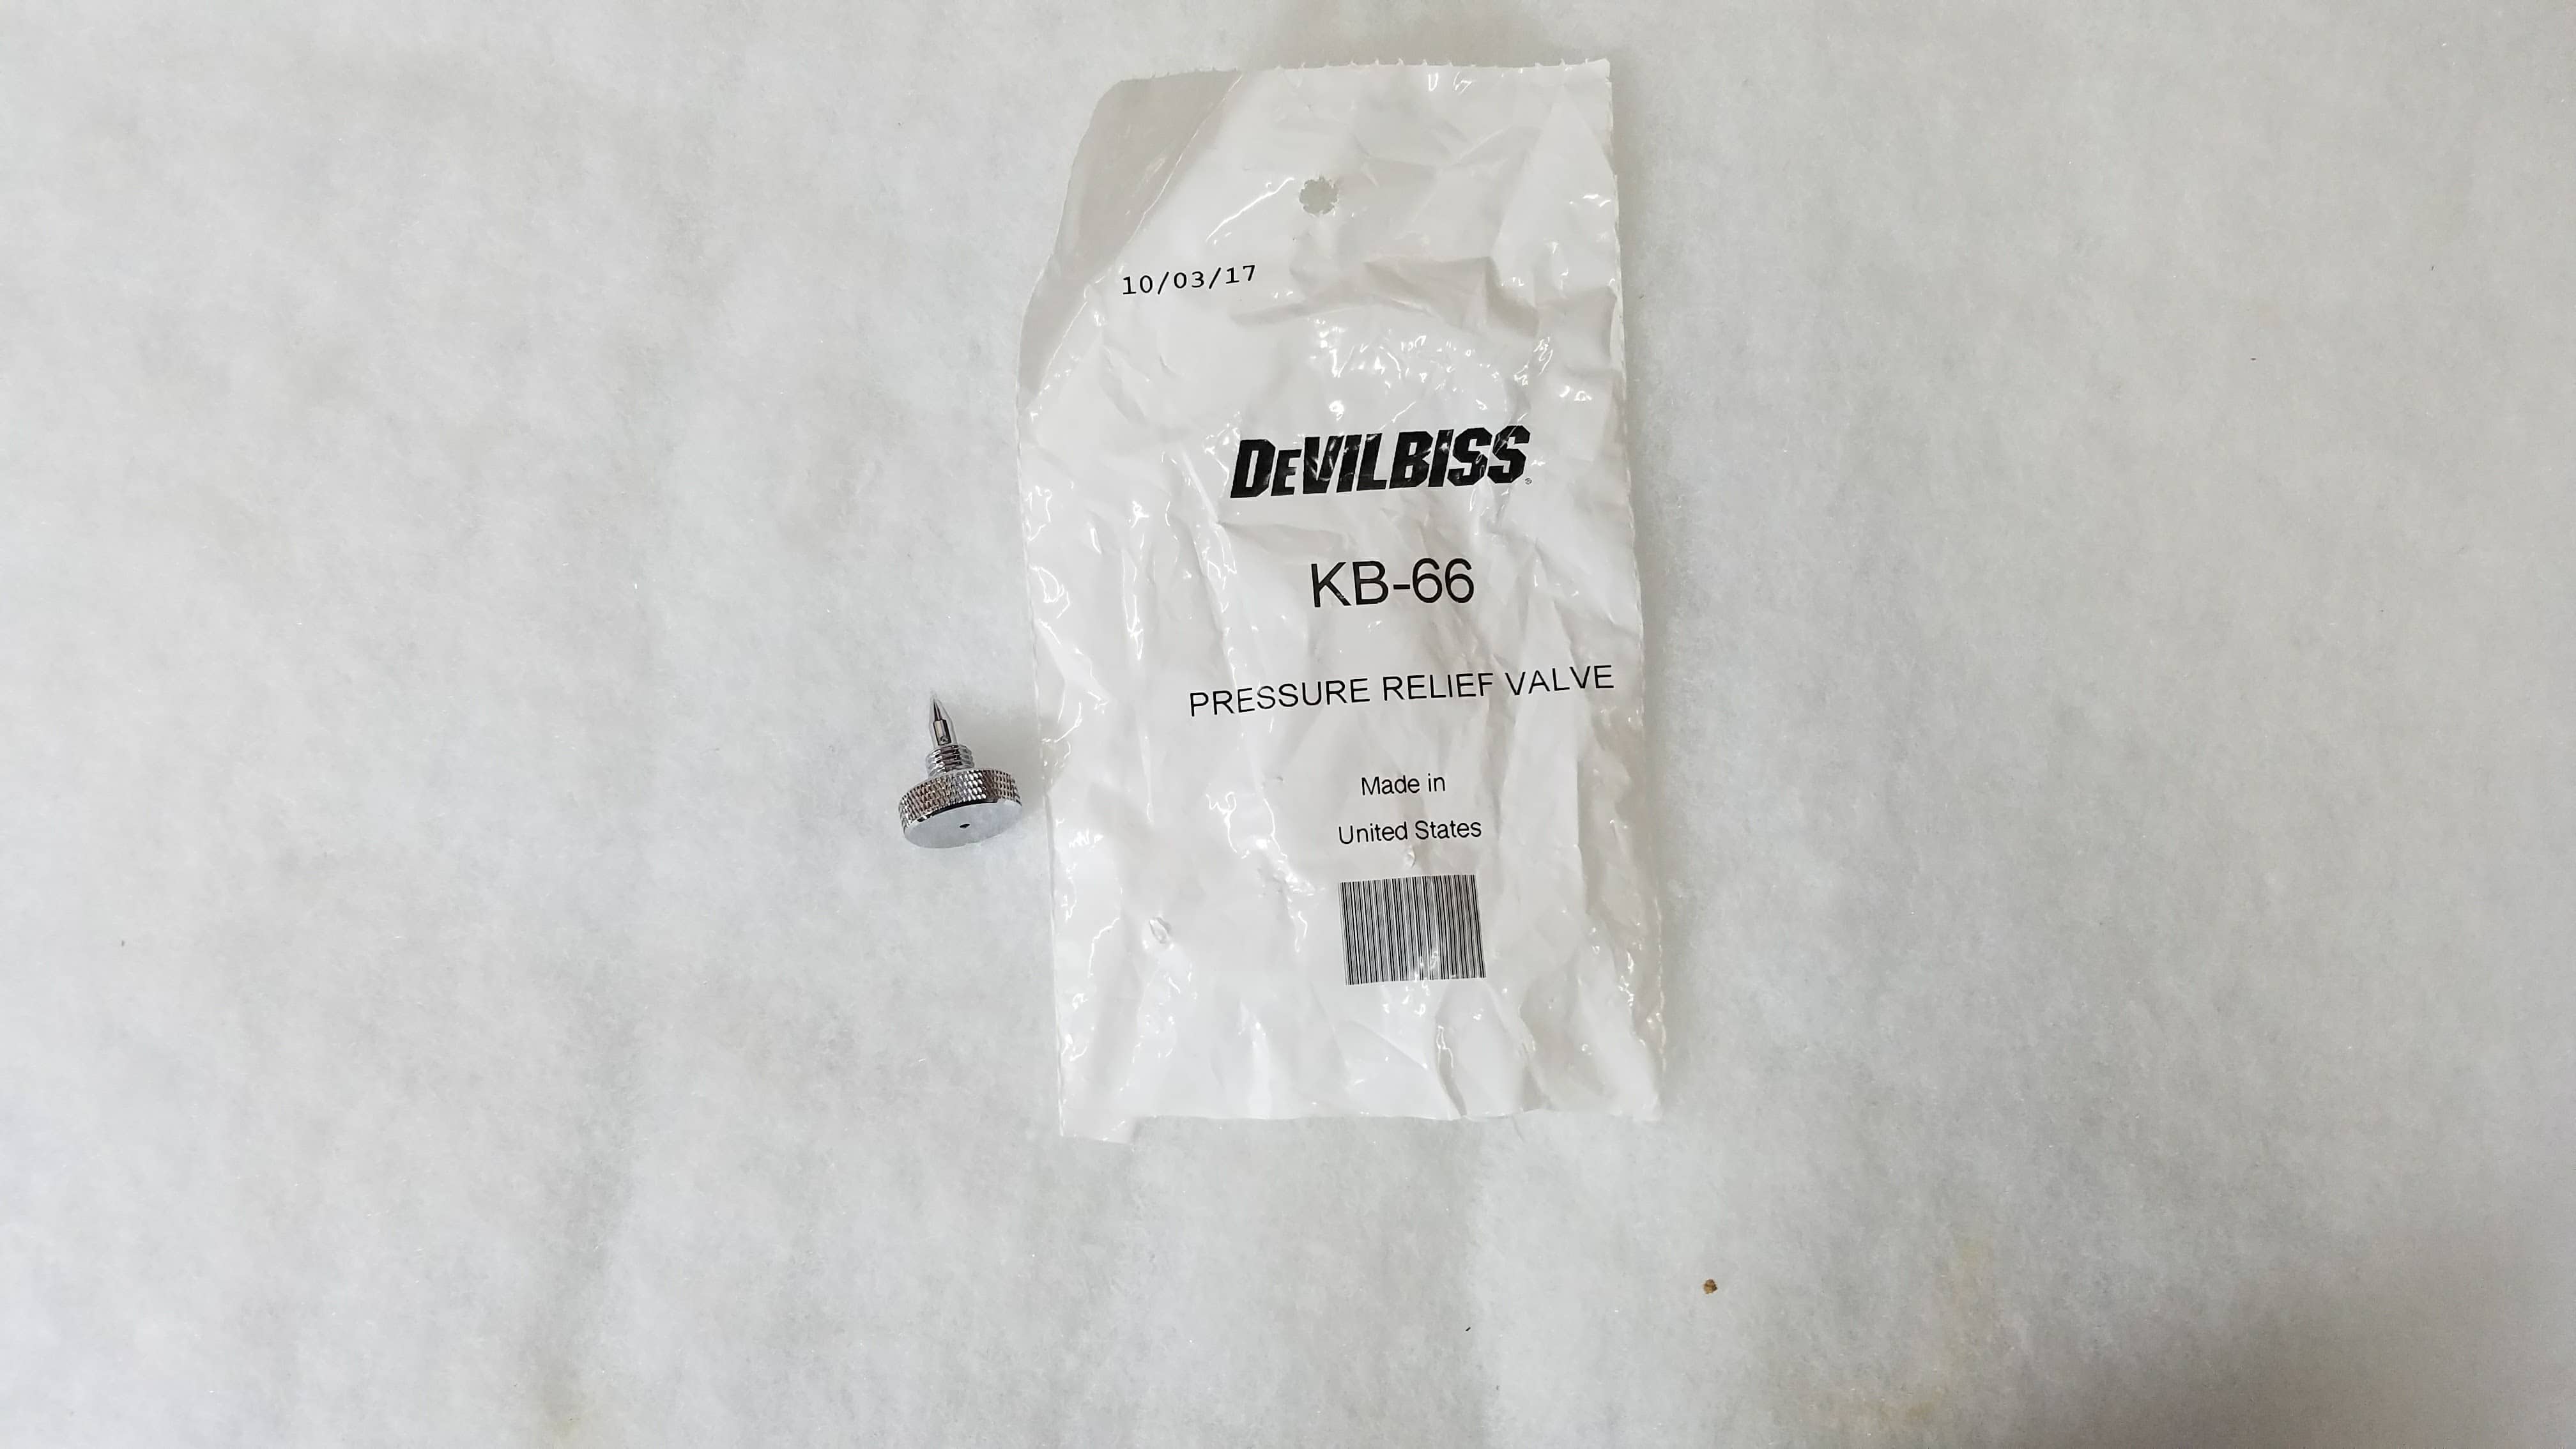 10/03/17
DEVILBISS®
KB-66
PRESSURE RELIEF VALVE
Made in
United States